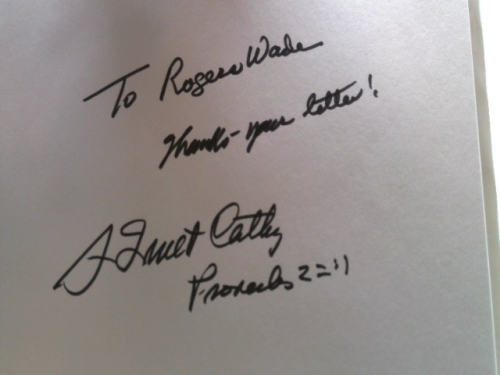 To Rogers Wade
Thanks - your letter!
S Truett Cathy
Proverbs 22:1